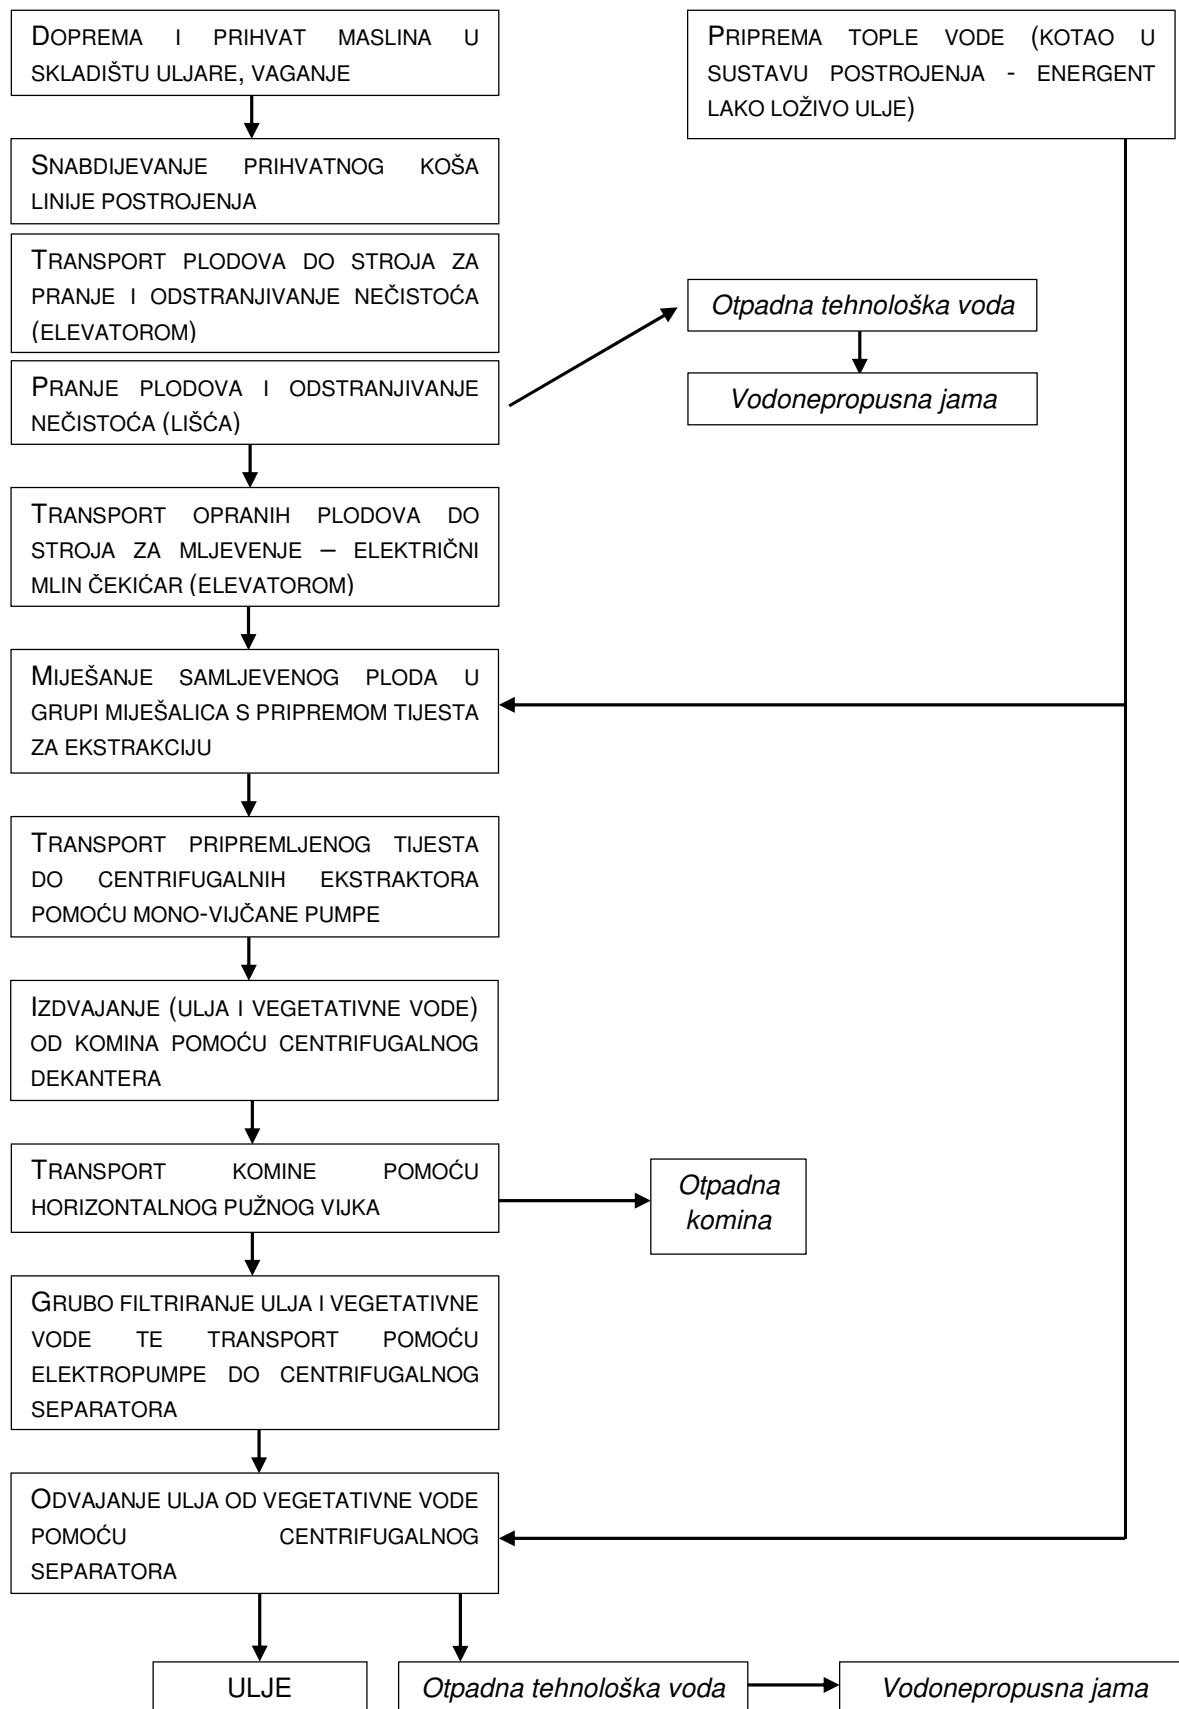 DOPREMA I PRIHVAT MASLINA U
SKLADIŠTU ULJARE, VAGANJE
PRIPREMA TOPLE VODE (KOTAO U
SUSTAVU POSTROJENJA - ENERGENT
LAKO LOŽIVO ULJE)
SNABDIJEVANJE PRIHVATNOG KOŠA
LINIJE POSTROJENJA
TRANSPORT PLODOVA DO STROJA ZA
PRANJE I ODSTRANJIVANJE NEČISTOĆA
(ELEVATOROM)
Otpadna tehnološka voda
Vodonepropusna jama
PRANJE PLODOVA I ODSTRANJIVANJE
NEČISTOĆA (LIŠĆA)
TRANSPORT OPRANIH PLODOVA DO
STROJA ZA MLJEVENJE – ELEKTRIČNI
MLIN ČEKIĆAR (ELEVATOROM)
MIJEŠANJE SAMLJEVENOG PLODA U
GRUPI MIJEŠALICA S PRIPREMOM TIJESTA
ZA EKSTRAKCIJU
TRANSPORT PRIPREMLJENOG TIJESTA
DO CENTRIFUGALNIH EKSTRAKTORA
POMOĆU MONO-VIJČANE PUMPE
IZDVAJANJE (ULJA I VEGETATIVNE VODE)
OD KOMINA POMOĆU CENTRIFUGALNOG
DEKANTERA
TRANSPORT KOMINE POMOĆU
HORIZONTALNOG PUŽNOG VIJKA
Otpadna
komina
GRUBO FILTRIRANJE ULJA I VEGETATIVNE
VODE TE TRANSPORT POMOĆU
ELEKTROPUMPE DO CENTRIFUGALNOG
SEPARATORA
ODVAJANJE ULJA OD VEGETATIVNE VODE
POMOĆU CENTRIFUGALNOG
SEPARATORA
ULJE
Otpadna tehnološka voda
Vodonepropusna jama